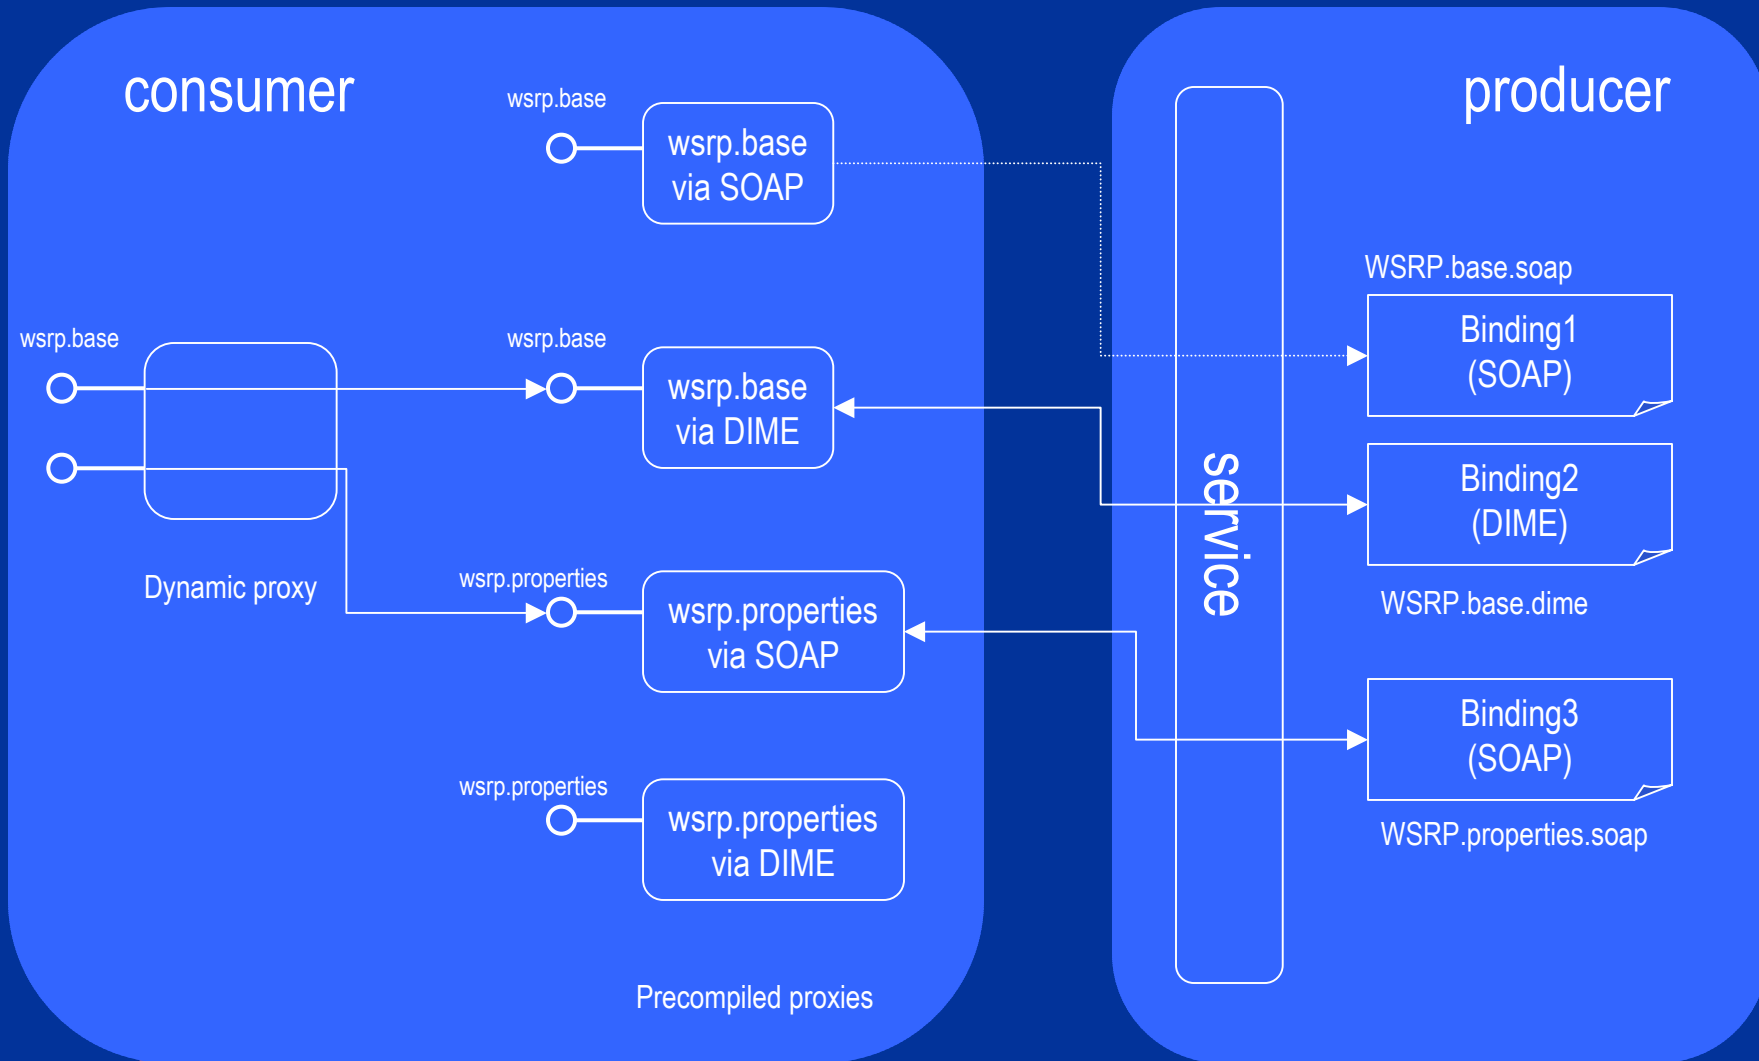 consumer
wsrp.base
wsrp.base
via SOAP
wsrp.base
Dynamic proxy
wsrp.base
wsrp.base
via DIME
wsrp.properties
wsrp.properties
via SOAP
wsrp.properties
wsrp.properties
via DIME
Precompiled proxies
producer
service
WSRP.base.soap
Binding1
(SOAP)
Binding2
(DIME)
WSRP.base.dime
Binding3
(SOAP)
WSRP.properties.soap